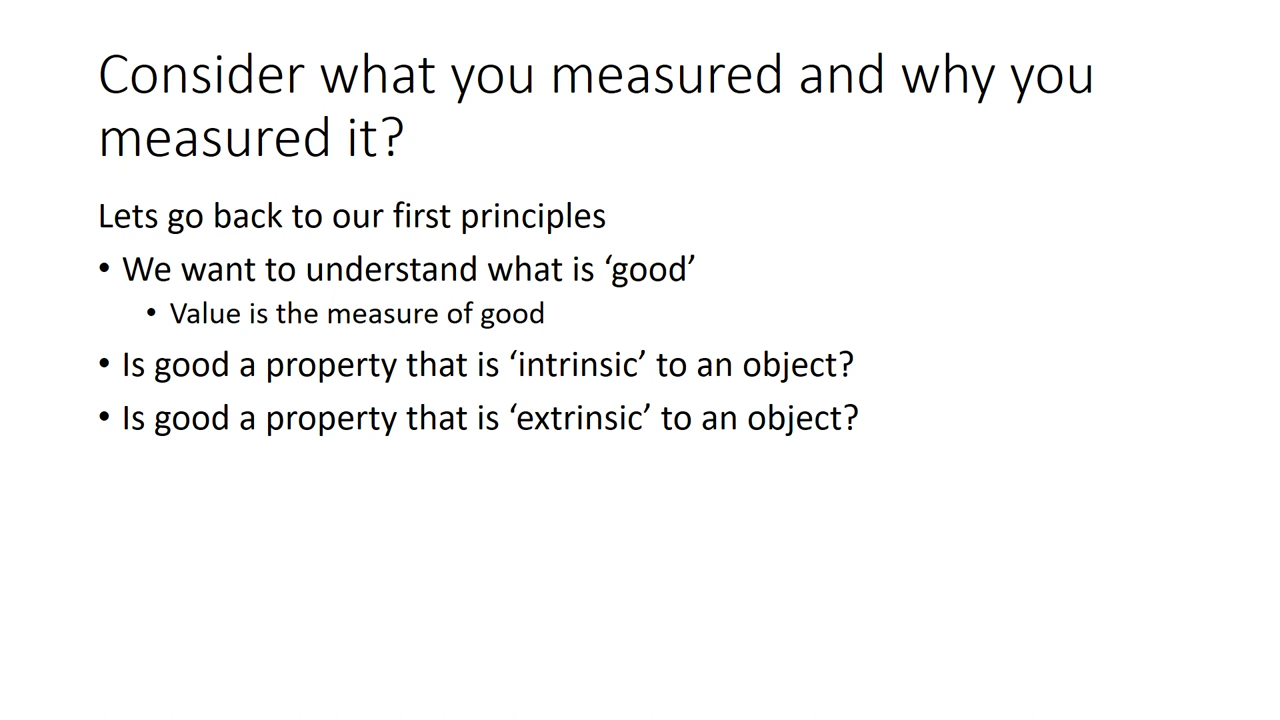 Consider what you measured and why you
measured it?
Lets go back to our first principles
• We want to understand what is ‘good’
• Value is the measure of good
• Is good a property that is ‘intrinsic’ to an object?
• Is good a property that is ‘extrinsic’ to an object?